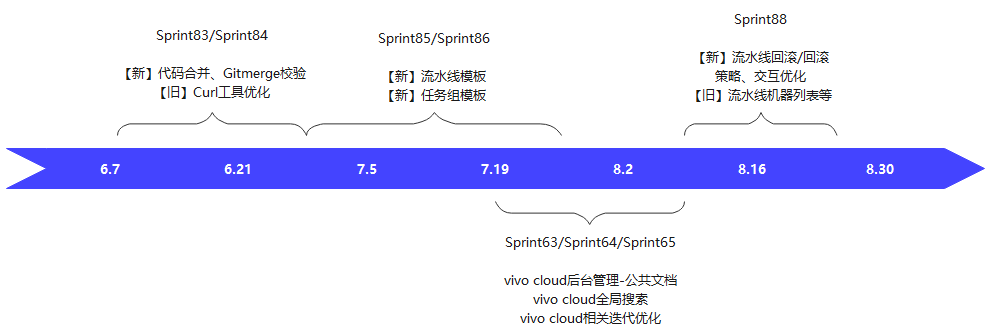 Sprint83/Sprint84
【新】代码合并、Gitmerge校验
【旧】Curl工具优化
Sprint85/Sprint86
【新】流水线模板
【新】任务组模板
Sprint88
【新】流水线回滚/回滚
策略、交互优化
【旧】流水线机器列表等
6.7
6.21
7.5
7.19
8.2
8.16
8.30
Sprint63/Sprint64/Sprint65
vivo cloud后台管理-公共文档
vivo cloud全局搜索
vivo cloud相关迭代优化